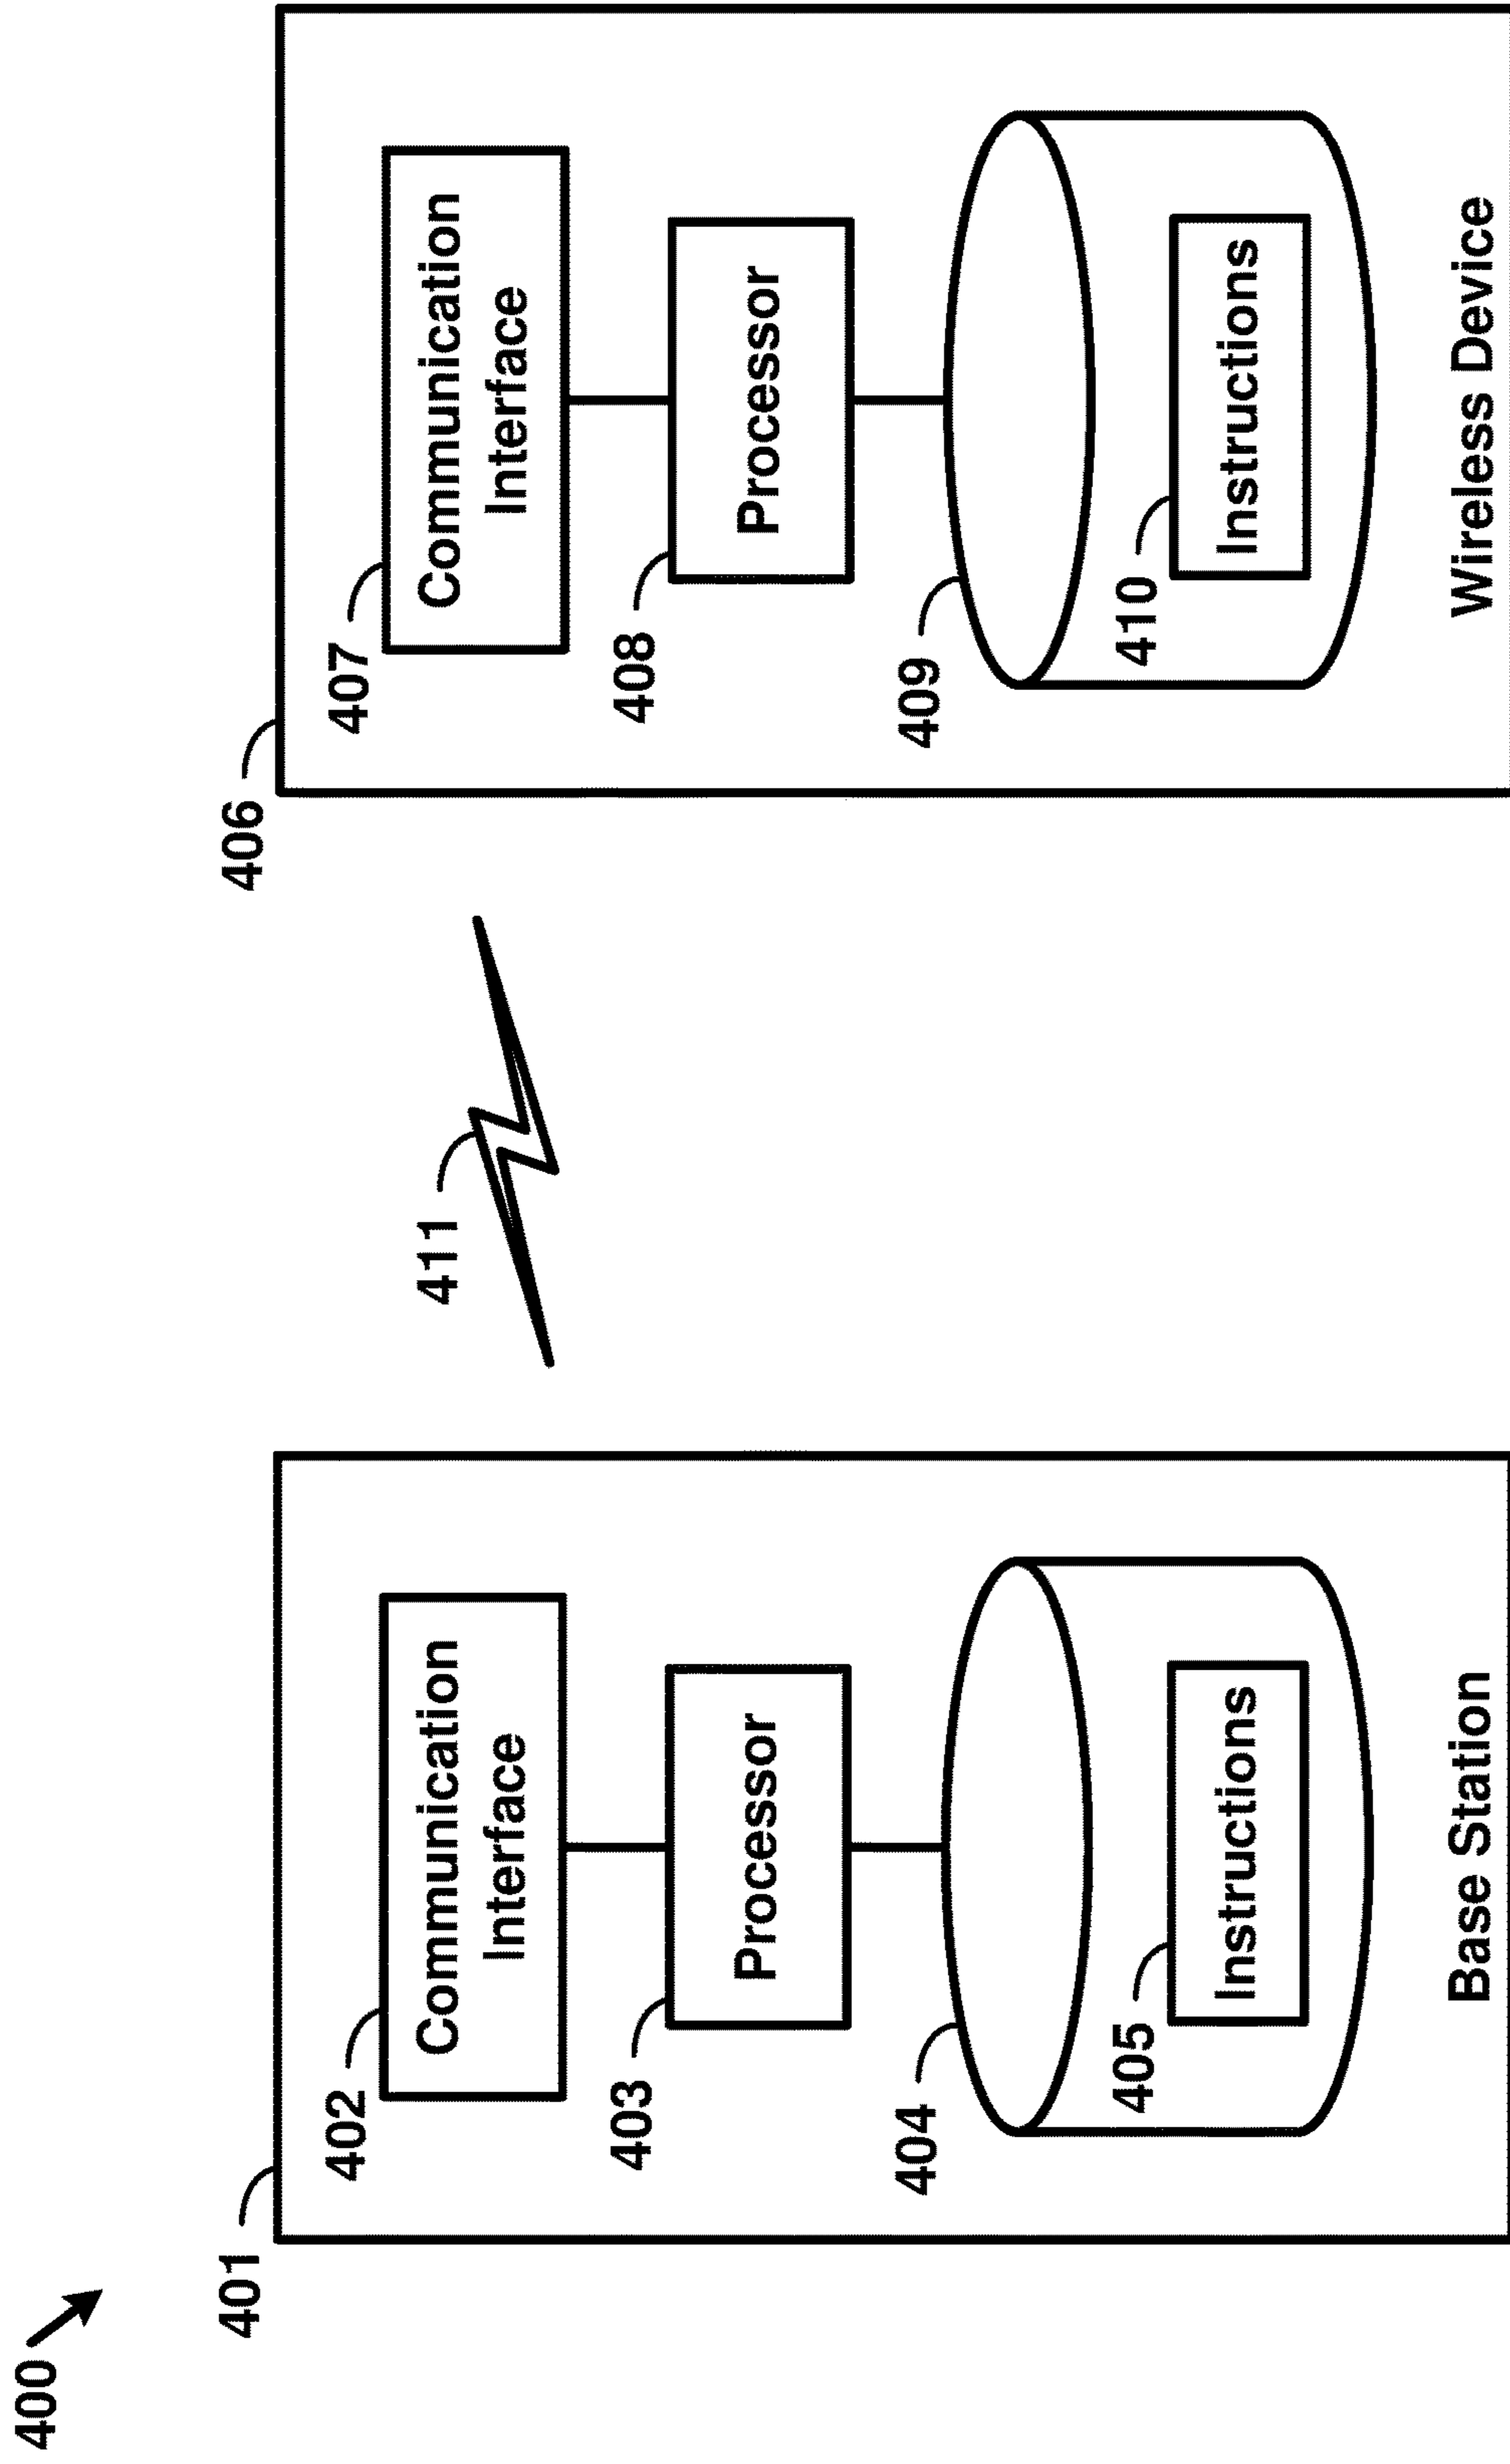 400
401
402
Communication
Interface
403
Processor
404
405
Instructions
Base Station
411
406
407
Communication
Interface
408
Processor
409
410
Instructions
Wireless Device